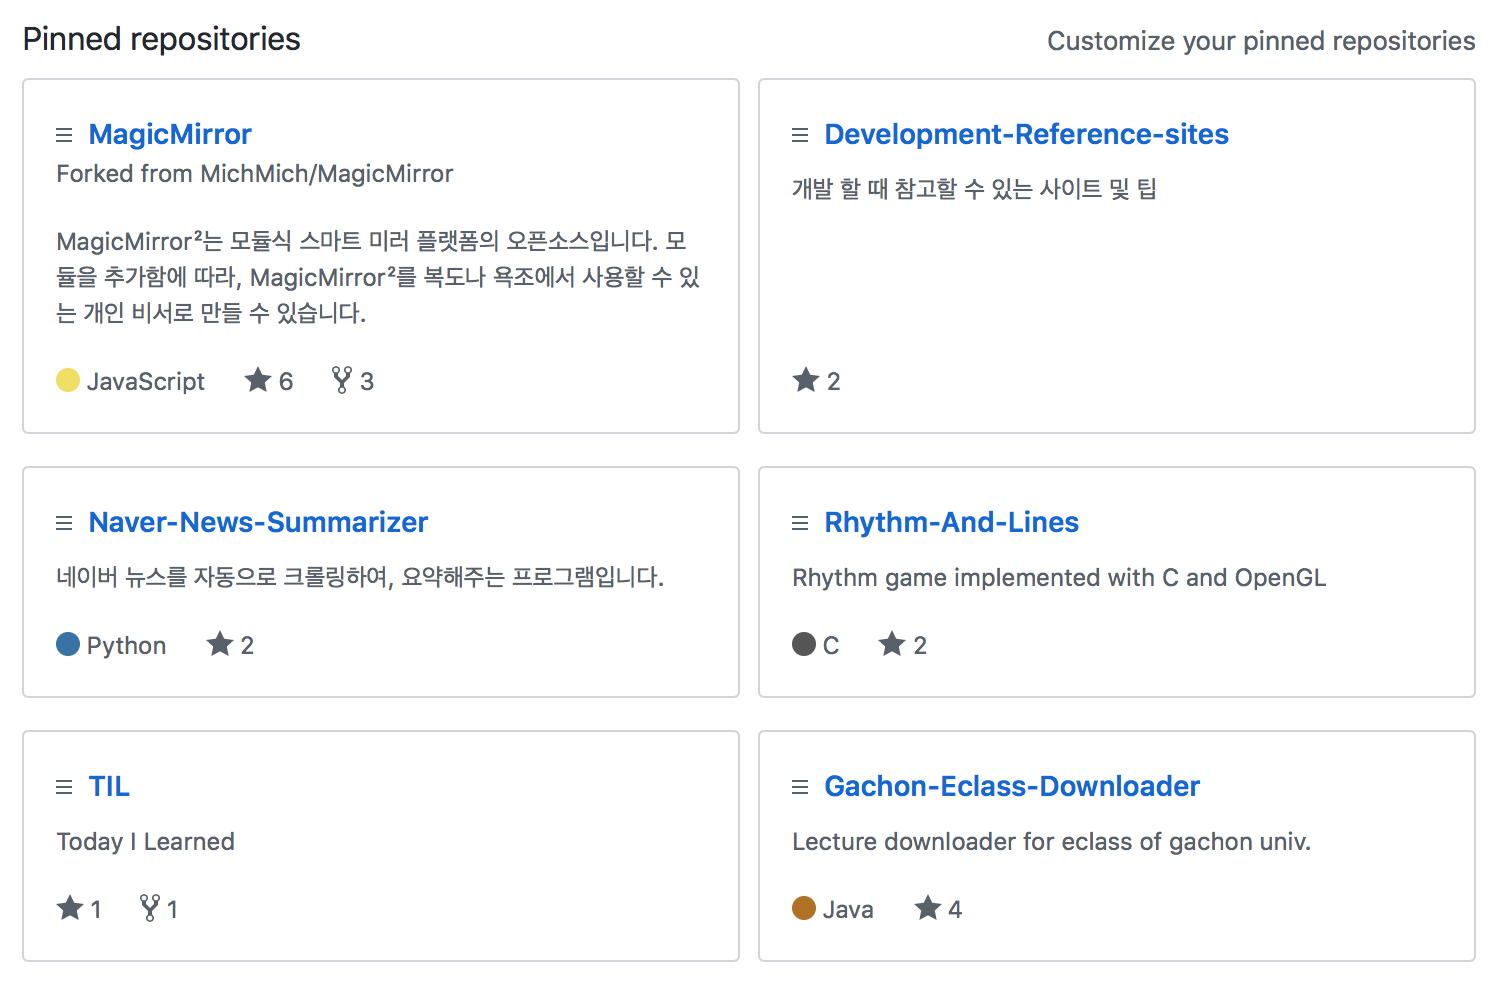 Pinned repositories
Customize your pinned repositories
MagicMirror
Forked from MichMich/MagicMirror
MagicMirror²는 모듈식 스마트 미러 플랫폼의 오픈소스입니다. 모
듈을 추가함에 따라, MagicMirror²를 복도나 욕조에서 사용할 수 있
는 개인 비서로 만들 수 있습니다.
JavaScript 6 3
Development-Reference-sites
개발 할 때 참고할 수 있는 사이트 및 팁
2
Naver-News-Summarizer
네이버 뉴스를 자동으로 크롤링하여, 요약해주는 프로그램입니다.
Python 2
Rhythm-And-Lines
Rhythm game implemented with C and OpenGL
C 2
TIL
Today I Learned
1 1
Gachon-Eclass-Downloader
Lecture downloader for eclass of gachon univ.
Java 4